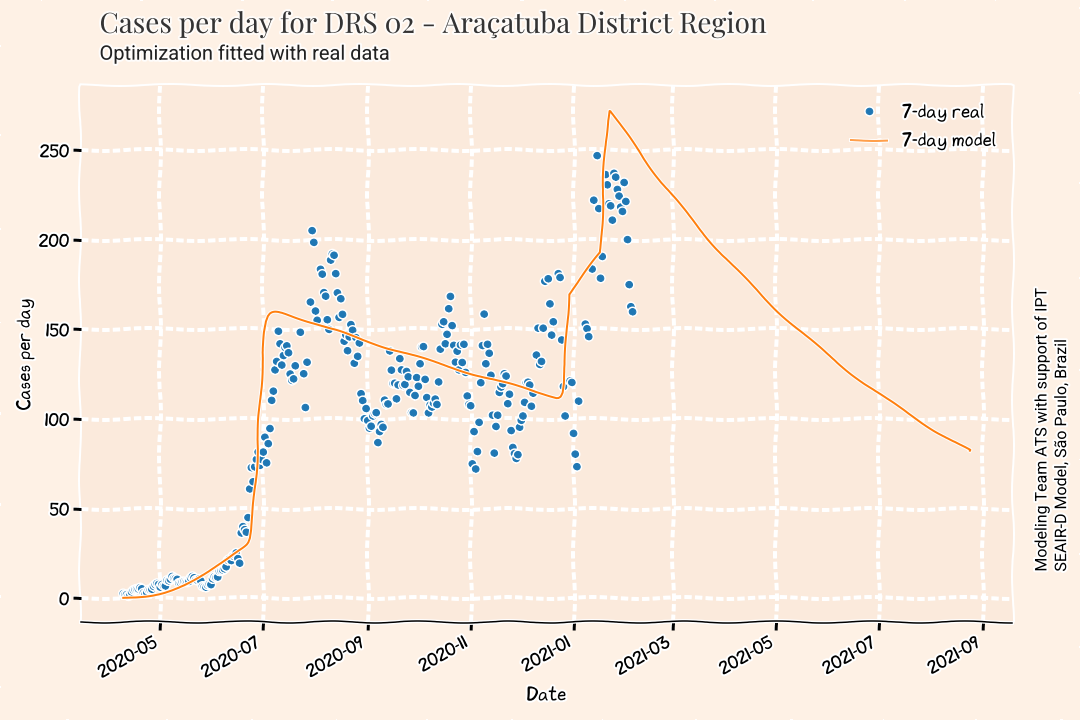 Cases per day for DRS 02 - Araçatuba District Region
Optimization fitted with real data
7-day real
7-day model
Cases per day
250
200
150
100
50
0
2020-05
2020-07
2020-09
2020-11
2021-01
2021-03
2021-05
2021-07
2021-09
Date
Modeling Team ATS with support of IPT
SEAIR-D Model, São Paulo, Brazil